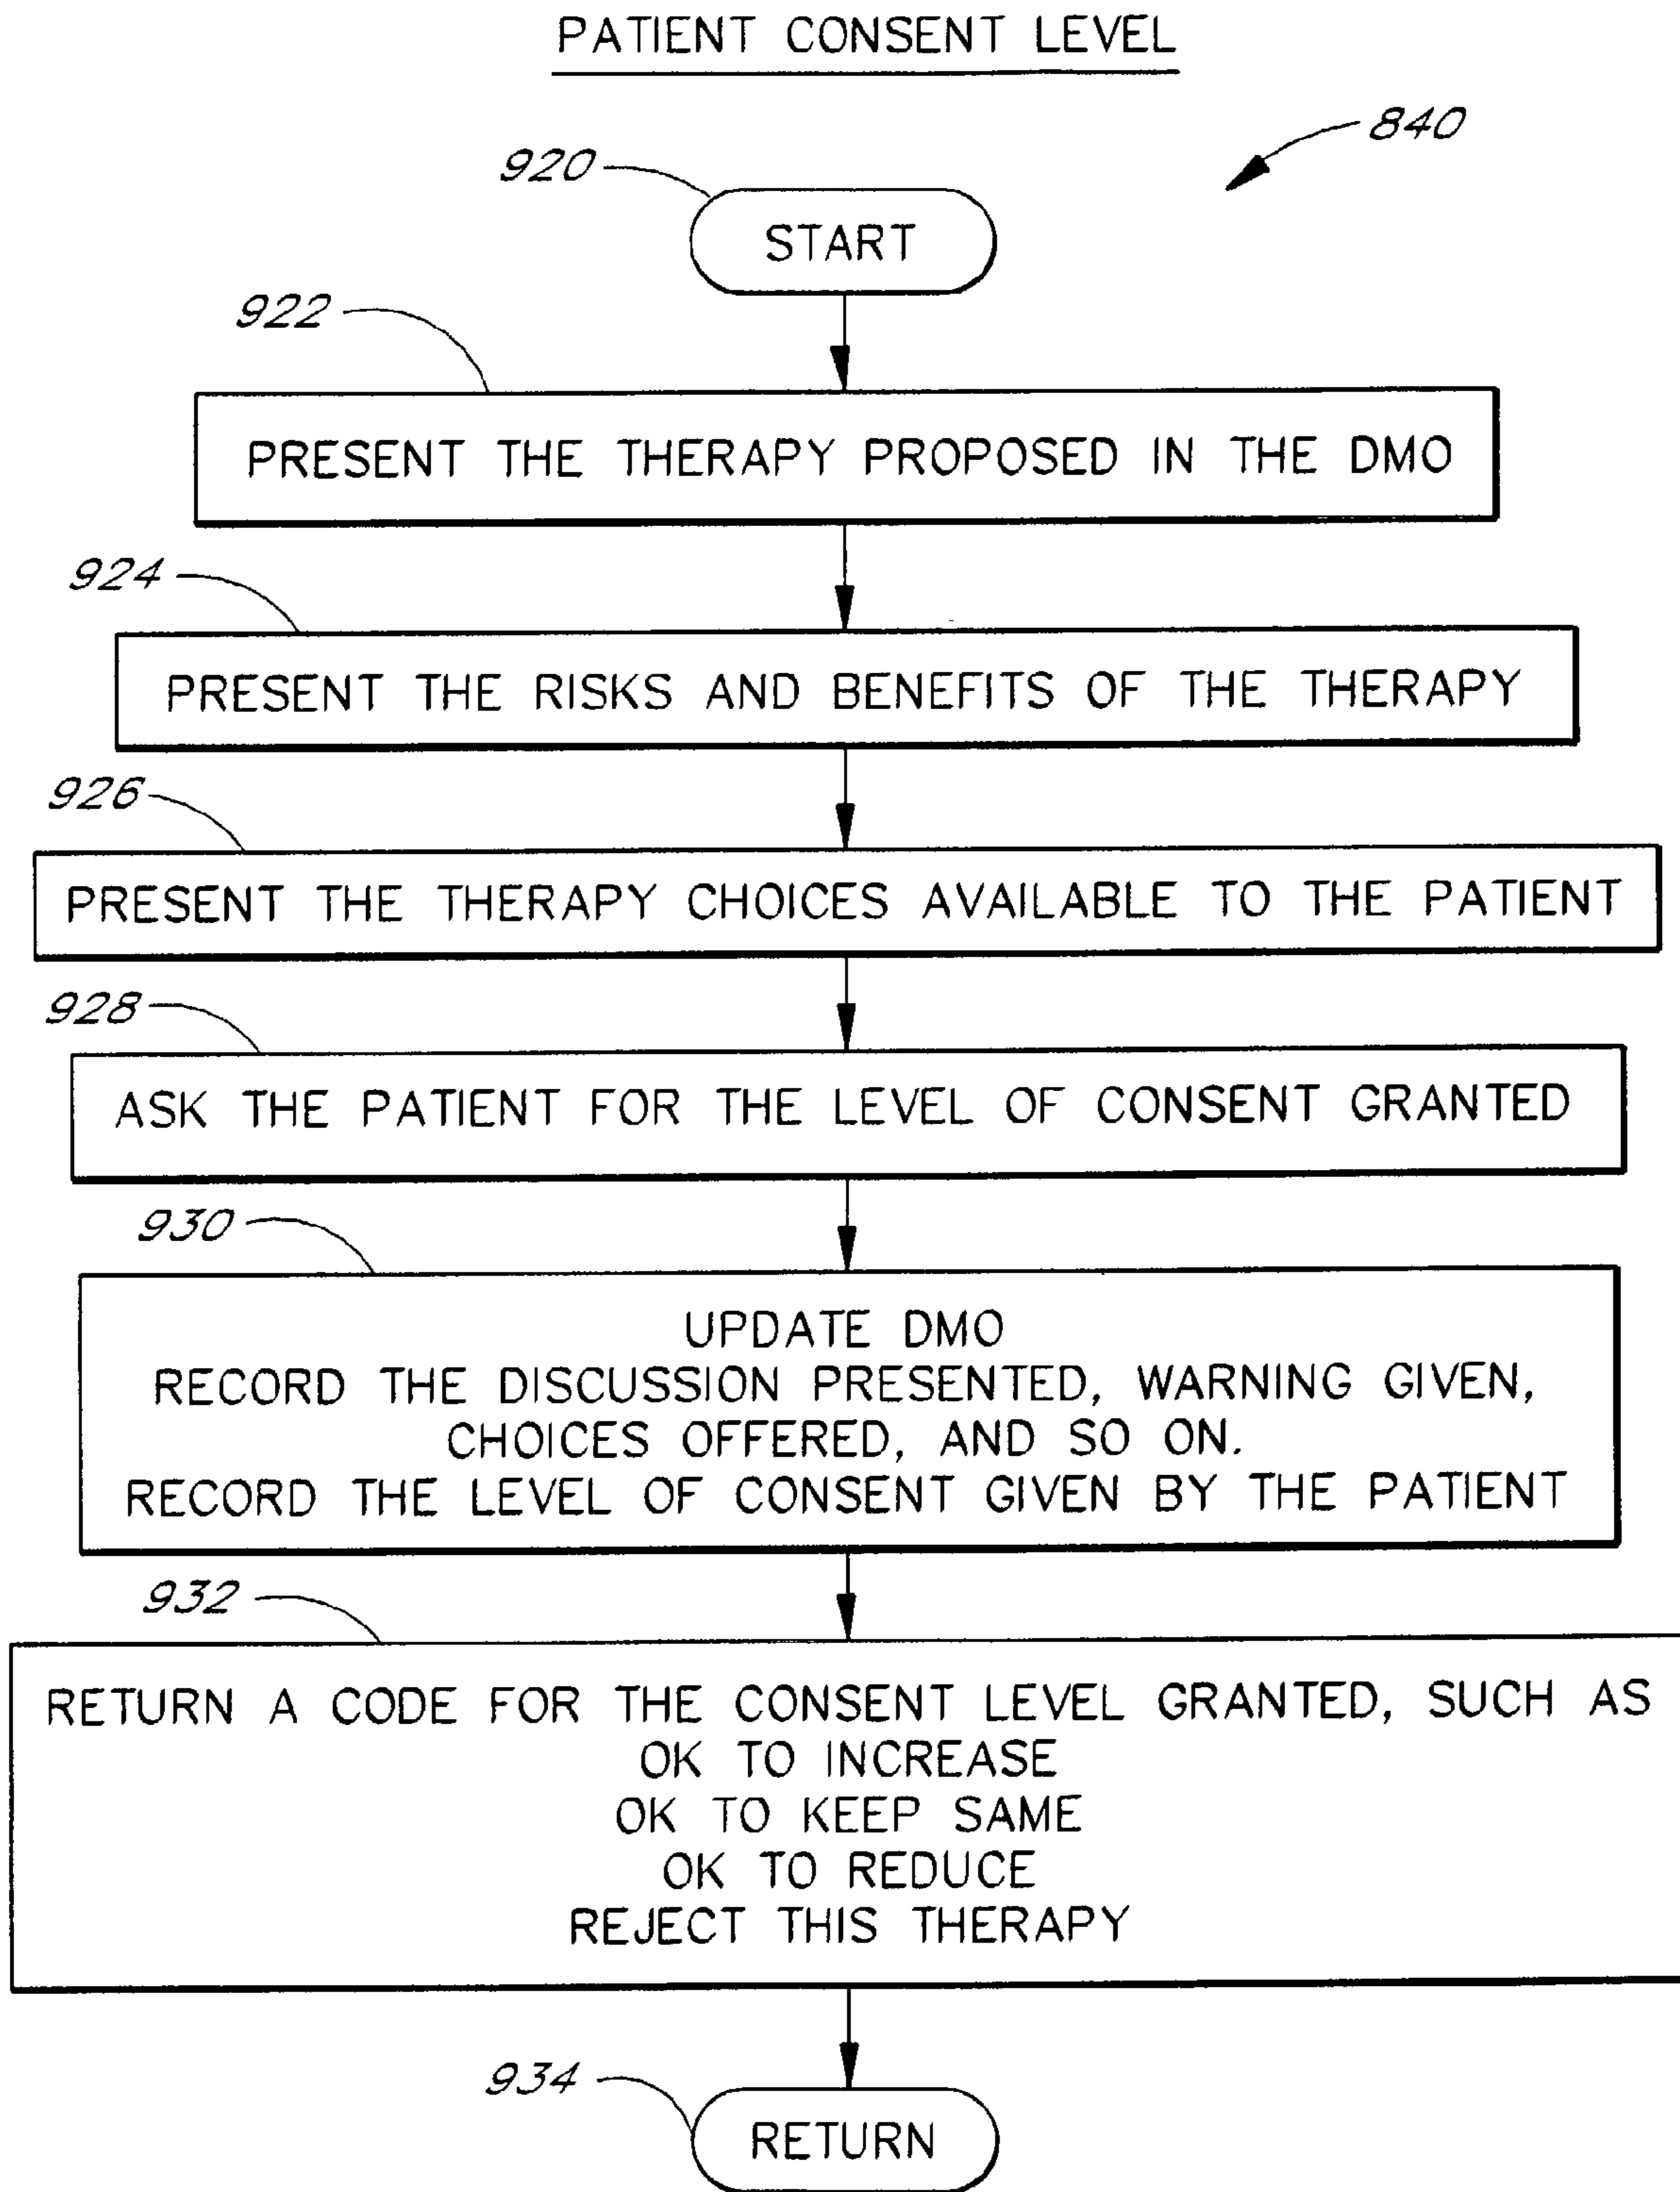 PATIENT CONSENT LEVEL
840
920
START
922
PRESENT THE THERAPY PROPOSED IN THE DMO
924
PRESENT THE RISKS AND BENEFITS OF THE THERAPY
926
PRESENT THE THERAPY CHOICES AVAILABLE TO THE PATIENT
928
ASK THE PATIENT FOR THE LEVEL OF CONSENT GRANTED
930
UPDATE DMO
RECORD THE DISCUSSION PRESENTED, WARNING GIVEN,
CHOICES OFFERED, AND SO ON.
RECORD THE LEVEL OF CONSENT GIVEN BY THE PATIENT
932
RETURN A CODE FOR THE CONSENT LEVEL GRANTED, SUCH AS
OK TO INCREASE
OK TO KEEP SAME
OK TO REDUCE
REJECT THIS THERAPY
934
RETURN